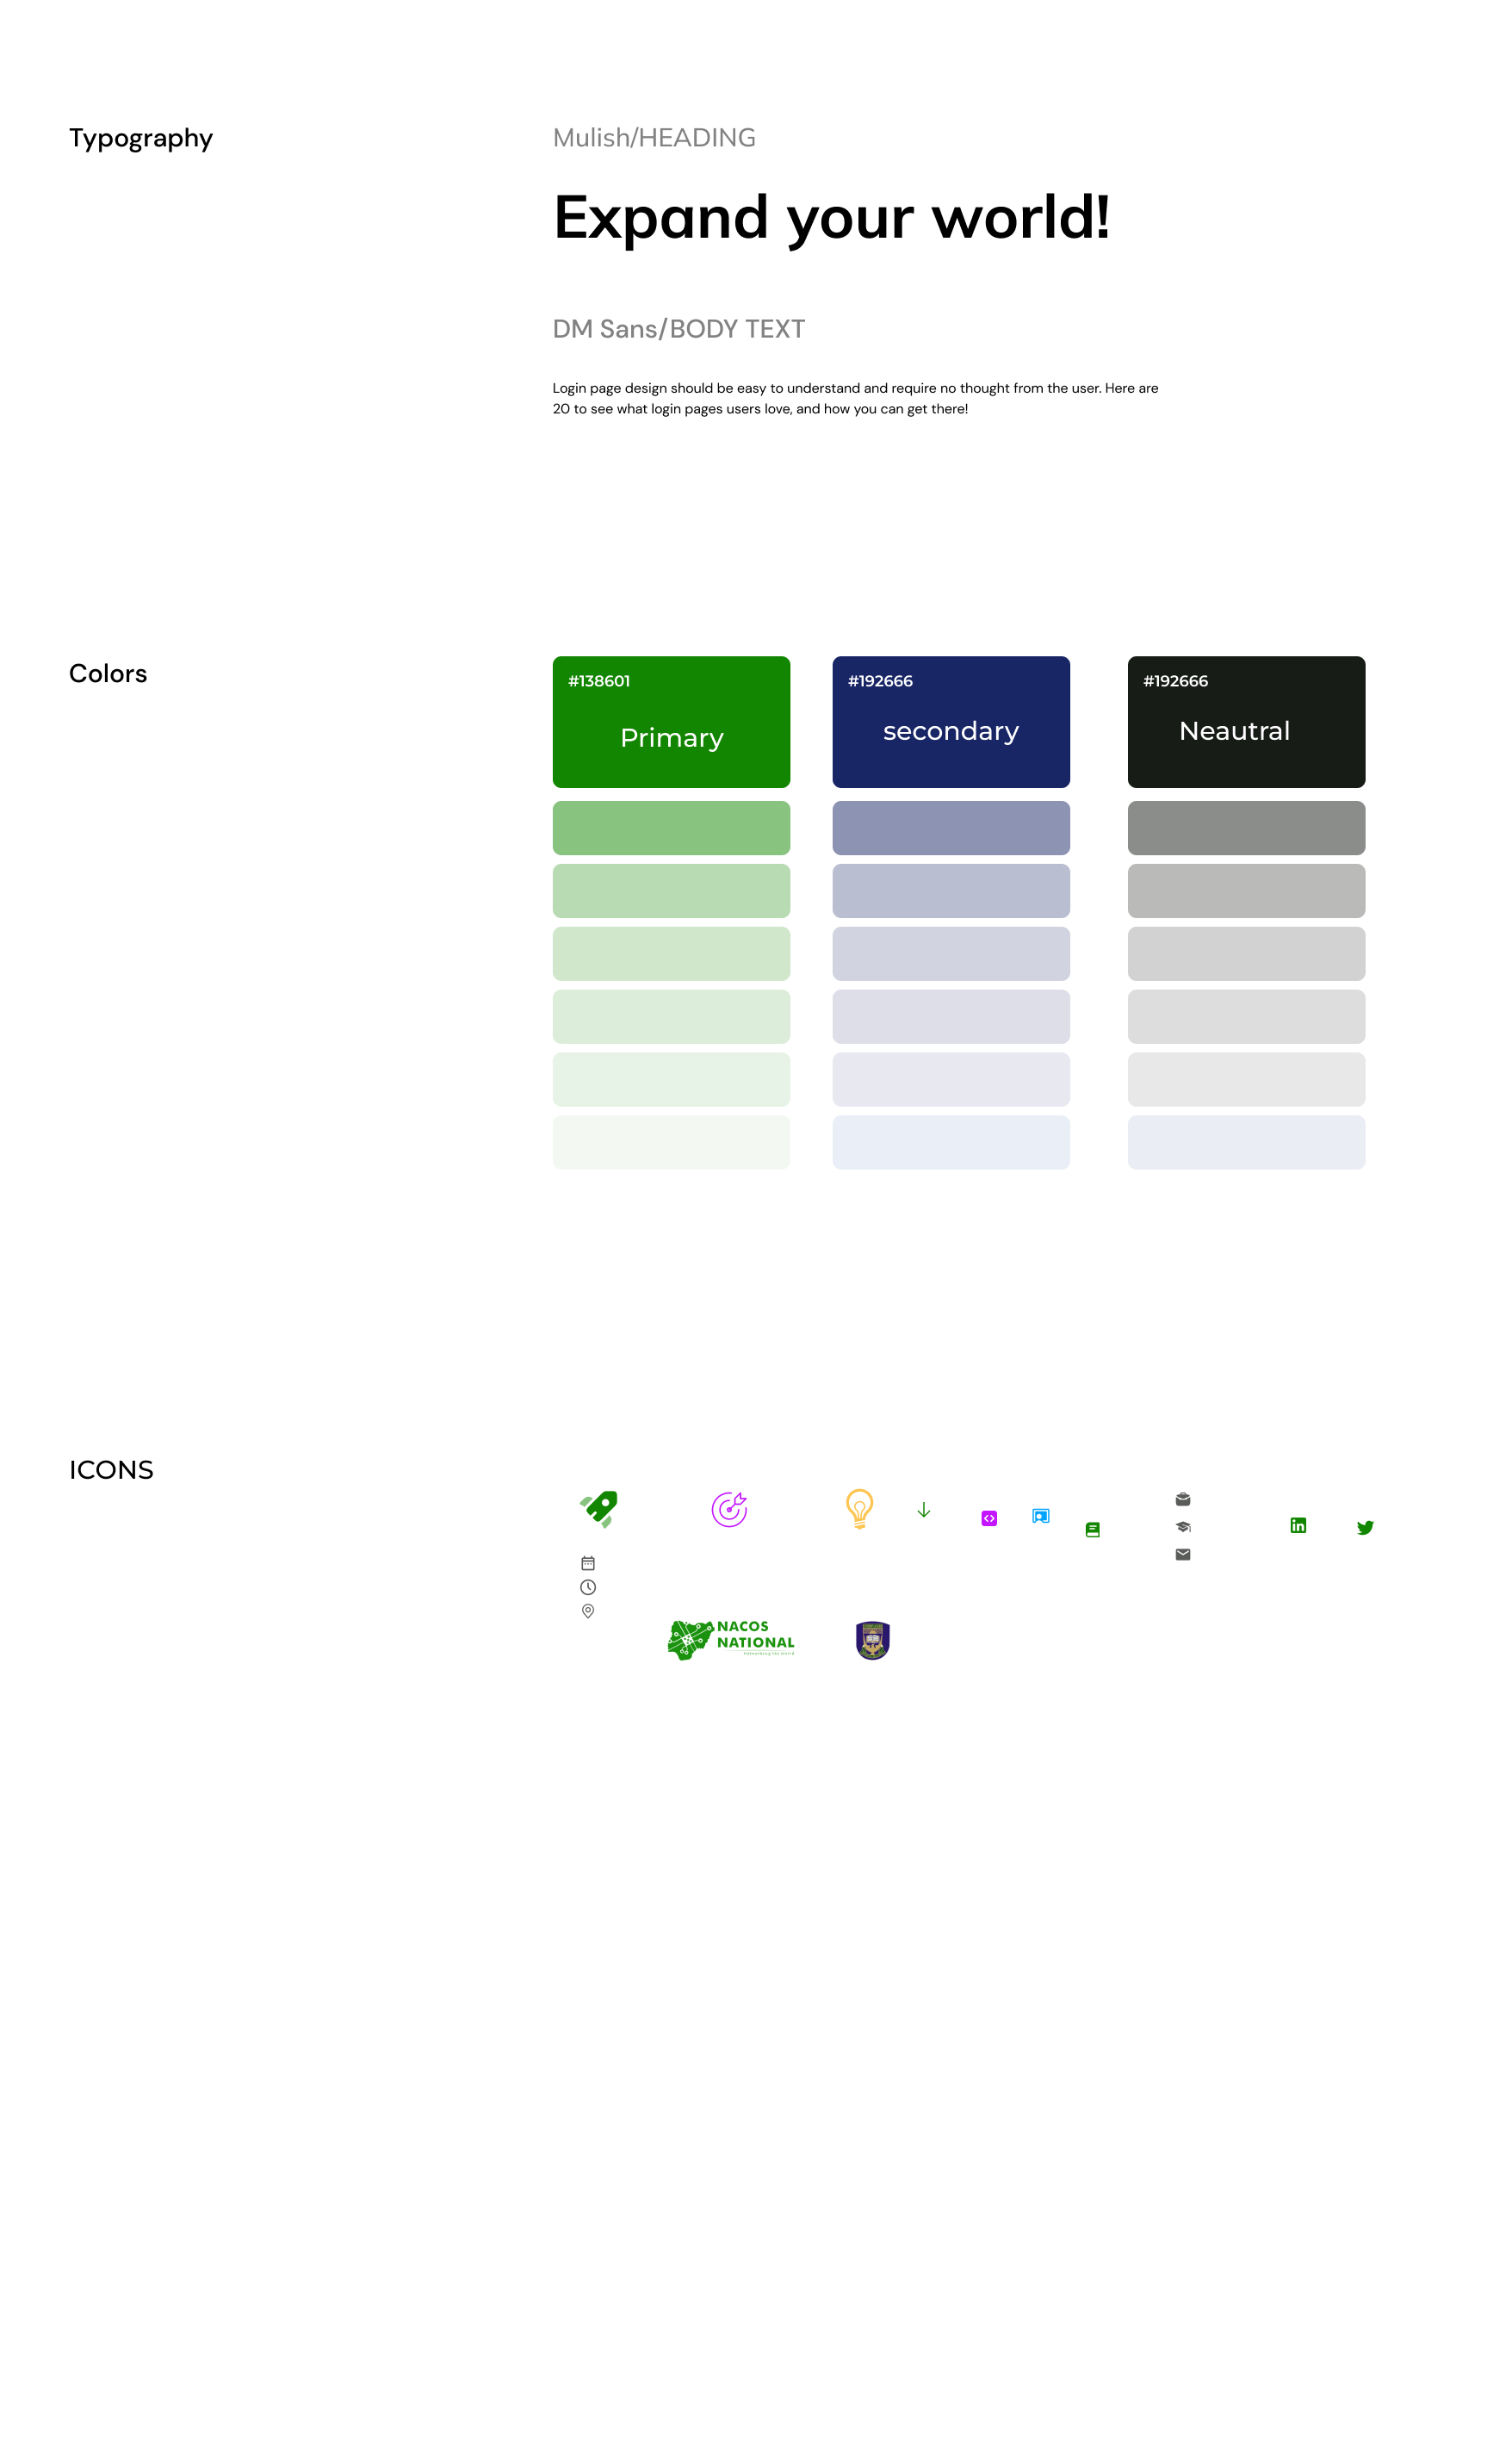 Typography
Mulish/HEADING
Expand your world!
DM Sans/BODY TEXT
Login page design should be easy to understand and require no thought from the user. Here are
20 to see what login pages users love, and how you can get there!
Colors
#138601
Primary
#192666
secondary
#192666
Neautral
ICONS
NACOS
NATIONAL